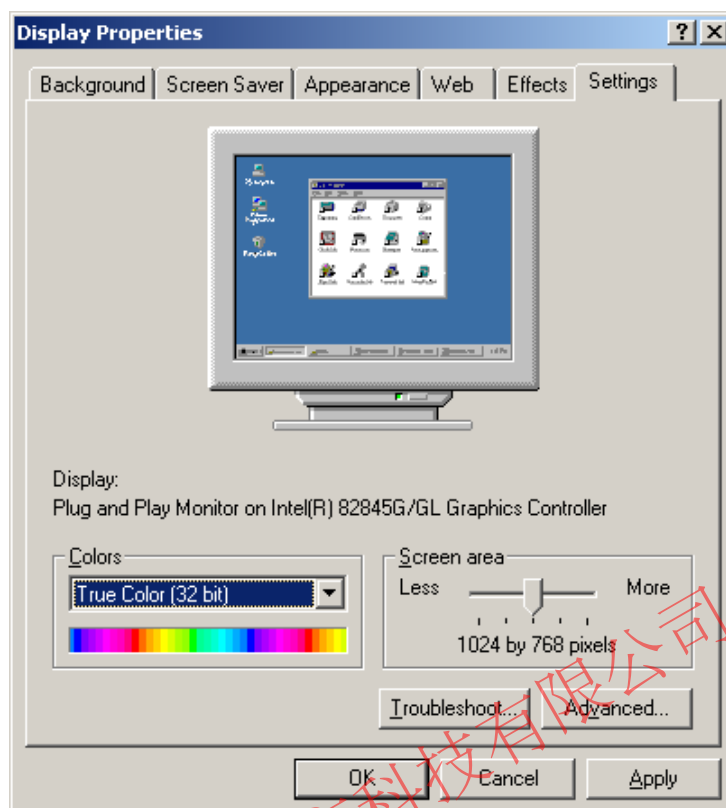 Display Properties
Background Screen Saver Appearance Web Effects Settings
Display:
Plug and Play Monitor on Intel(R) 82845G/GL Graphics Controller
Colors Screen area
True Color (32 bit) Less More
1024 by 768 pixels
Troubleshoot... Advanced...
OK Cancel Apply
科技有限公司